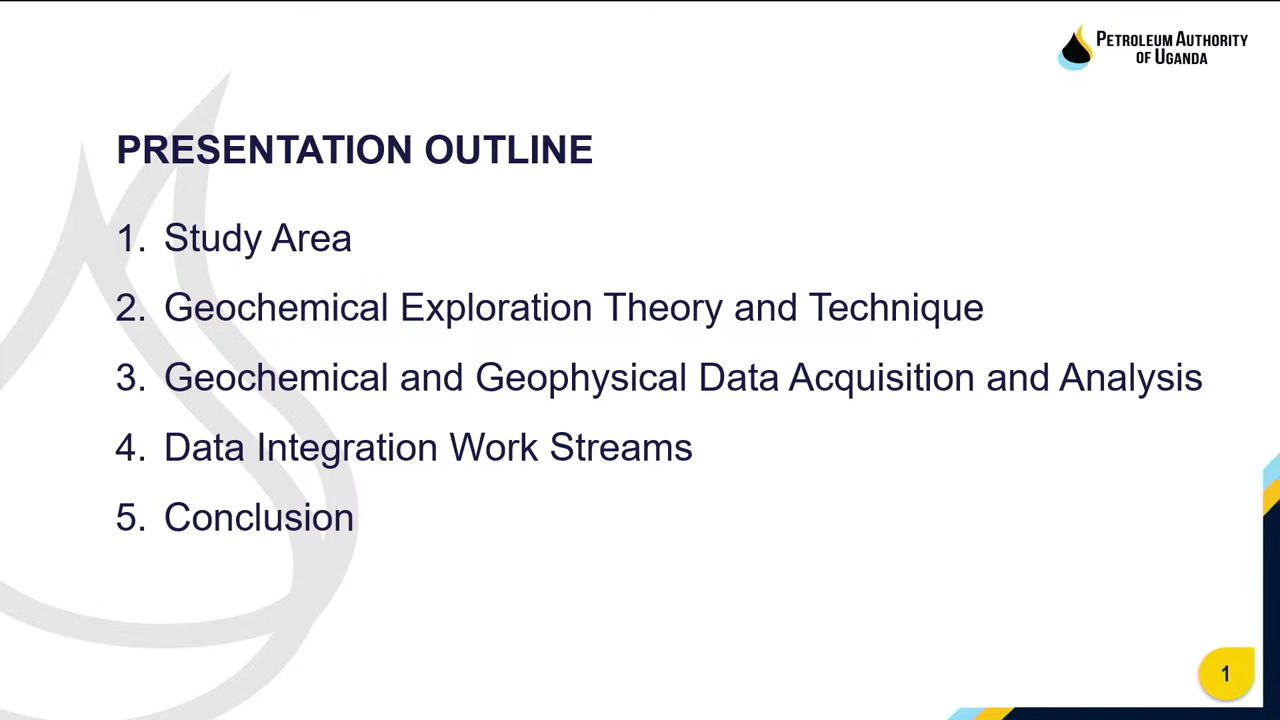 PETROLEUM AUTHORITY
OF UGANDA
PRESENTATION OUTLINE
1. Study Area
2. Geochemical Exploration Theory and Technique
3. Geochemical and Geophysical Data Acquisition and Analysis
4. Data Integration Work Streams
5. Conclusion
1